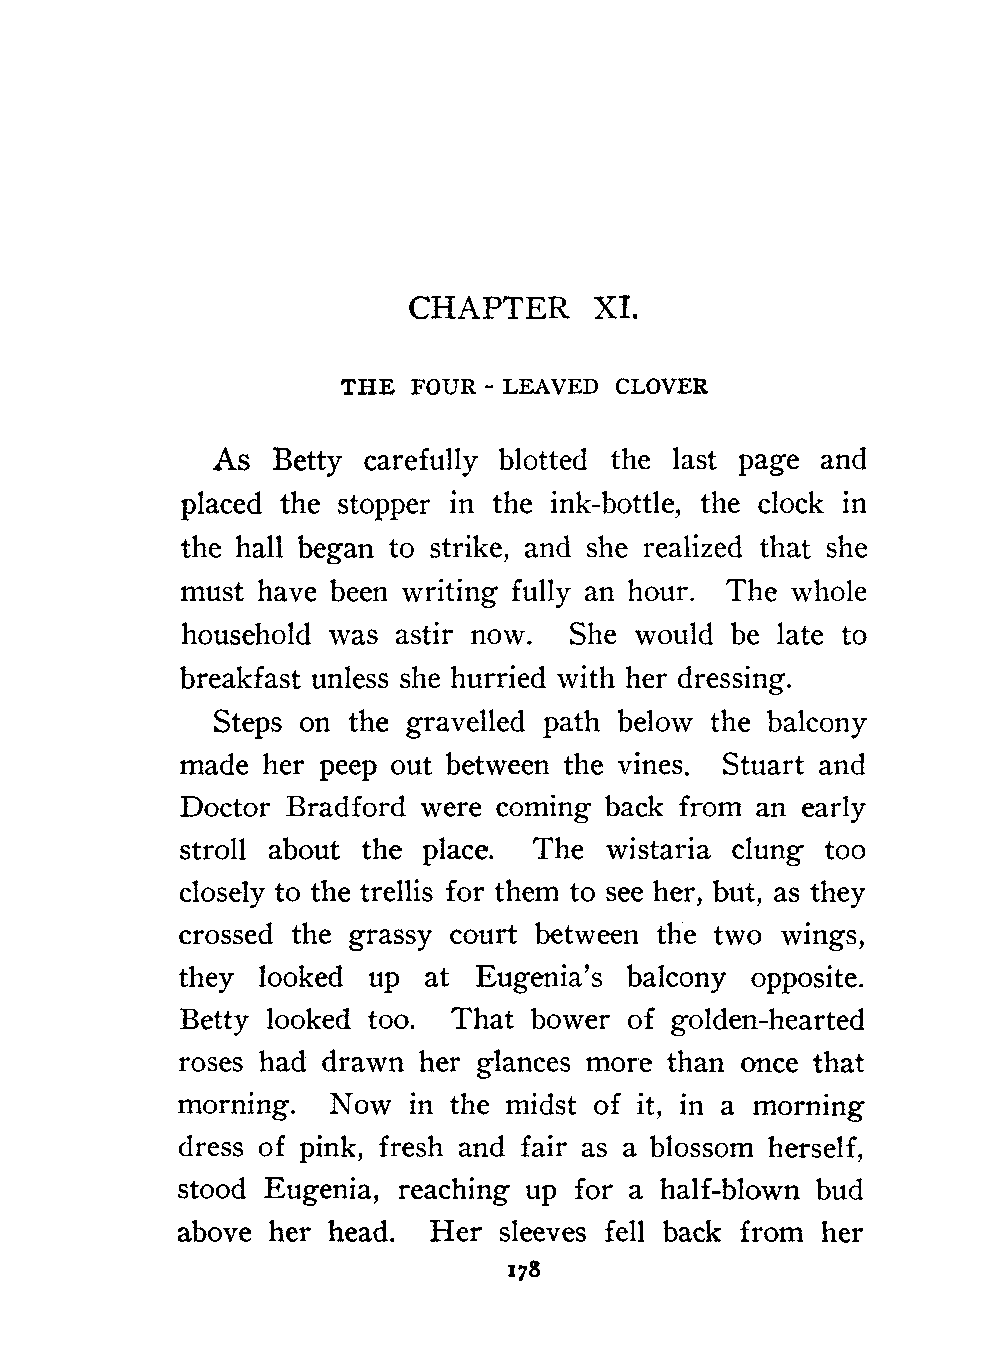 CHAPTER XI.
THE FOUR - LEAVED CLOVER
As Betty carefully blotted the last page and
placed the stopper in the ink-bottle, the clock in
the hall began to strike, and she realized that she
must have been writing fully an hour. The whole
household was astir now. She would be late to
breakfast unless she hurried with her dressing.
Steps on the gravelled path below the balcony
made her peep out between the vines. Stuart and
Doctor Bradford were coming back from an early
stroll about the place. The wistaria clung too
closely to the trellis for them to see her, but, as they
crossed the grassy court between the two wings,
they looked up at Eugenia's balcony opposite.
Betty looked too. That bower of golden-hearted
roses had drawn her glances more than once that
morning. Now in the midst of it, in a morning
dress of pink, fresh and fair as a blossom herself,
stood Eugenia, reaching up for a half-blown bud
above her head. Her sleeves fell back from her
178